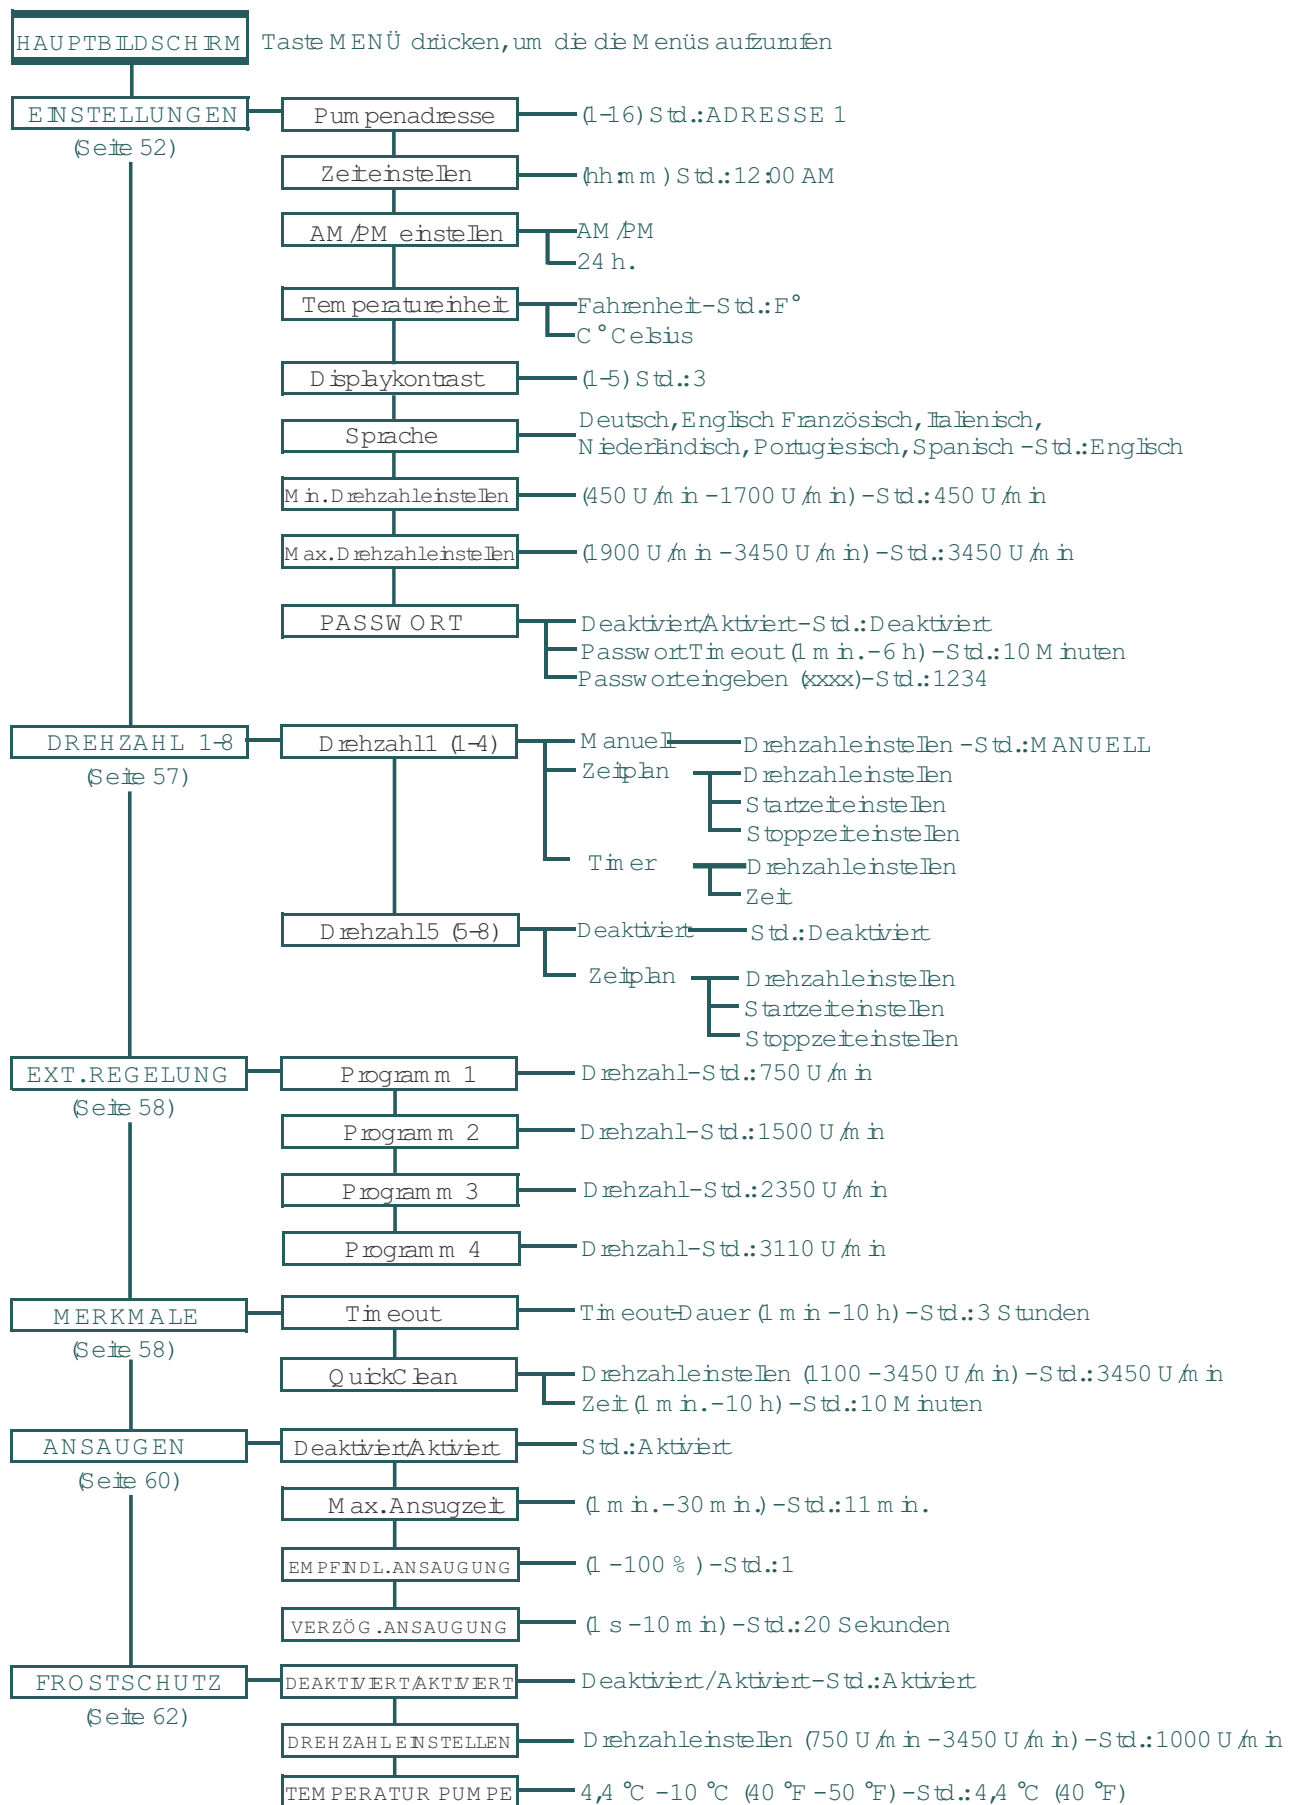 HAUPTBILDSCHIRM Taste MENÜ drücken, um die die Menüs aufzurufen
EINSTELLUNGEN Pumpenadresse (1-16) Std.: ADRESSE 1
(Seite 52)
Zeit einstellen (hh:mm) Std.: 12:00 AM
AM/PM einstellen AM/PM
24 h.
Temperatureinheit Fahrenheit - Std.: F°
C° Celsius
Displaykontrast (1-5) Std.: 3
Sprache Deutsch, Englisch Französisch, Italienisch,
Niederländisch, Portugiesisch, Spanisch - Std.: Englisch
Min. Drehzahl einstellen (450 U/min - 1700 U/min) - Std.: 450 U/min
Max. Drehzahl einstellen (1900 U/min - 3450 U/min) - Std.: 3450 U/min
PASSWORT Deaktiviert/Aktiviert - Std.: Deaktiviert
Passwort Timeout (1 min. - 6 h) - Std.: 10 Minuten
Passwort eingeben (xxxx) - Std.: 1234
DREHZAHL 1-8 Drehzahl 1 (1-4) Manuell Drehzahl einstellen - Std.: MANUELL
(Seite 57)
Zeitplan Drehzahl einstellen
Startzeit einstellen
Stoppzeit einstellen
Timer Drehzahl einstellen
Zeit
Drehzahl 5 (5-8) Deaktiviert Std.: Deaktiviert
Zeitplan Drehzahl einstellen
Startzeit einstellen
Stoppzeit einstellen
EXT. REGELUNG Programm 1 Drehzahl - Std.: 750 U/min
(Seite 58)
Programm 2 Drehzahl - Std.: 1500 U/min
Programm 3 Drehzahl - Std.: 2350 U/min
Programm 4 Drehzahl - Std.: 3110 U/min
MERKMALE Timeout Timeout-Dauer (1 min - 10 h) - Std.: 3 Stunden
(Seite 58)
QuickClean Drehzahl einstellen (1100 - 3450 U/min) - Std.: 3450 U/min
Zeit (1 min. - 10 h) - Std.: 10 Minuten
ANSAUGEN Deaktiviert/Aktiviert Std.: Aktiviert
(Seite 60)
Max. Ansugzeit (1 min. - 30 min.) - Std.: 11 min.
EMPFINDL. ANSAUGUNG (1 - 100 %) - Std.: 1
VERZÖG. ANSAUGUNG (1 s - 10 min) - Std.: 20 Sekunden
FROSTSCHUTZ DEAKTIVIERT/AKTIVIERT Deaktiviert/Aktiviert - Std.: Aktiviert
(Seite 62)
DREHZAHL EINSTELLEN Drehzahl einstellen (750 U/min - 3450 U/min) - Std.: 1000 U/min
TEMPERATUR PUMPE 4,4 °C - 10 °C (40 °F - 50 °F) - Std.: 4,4 °C (40 °F)